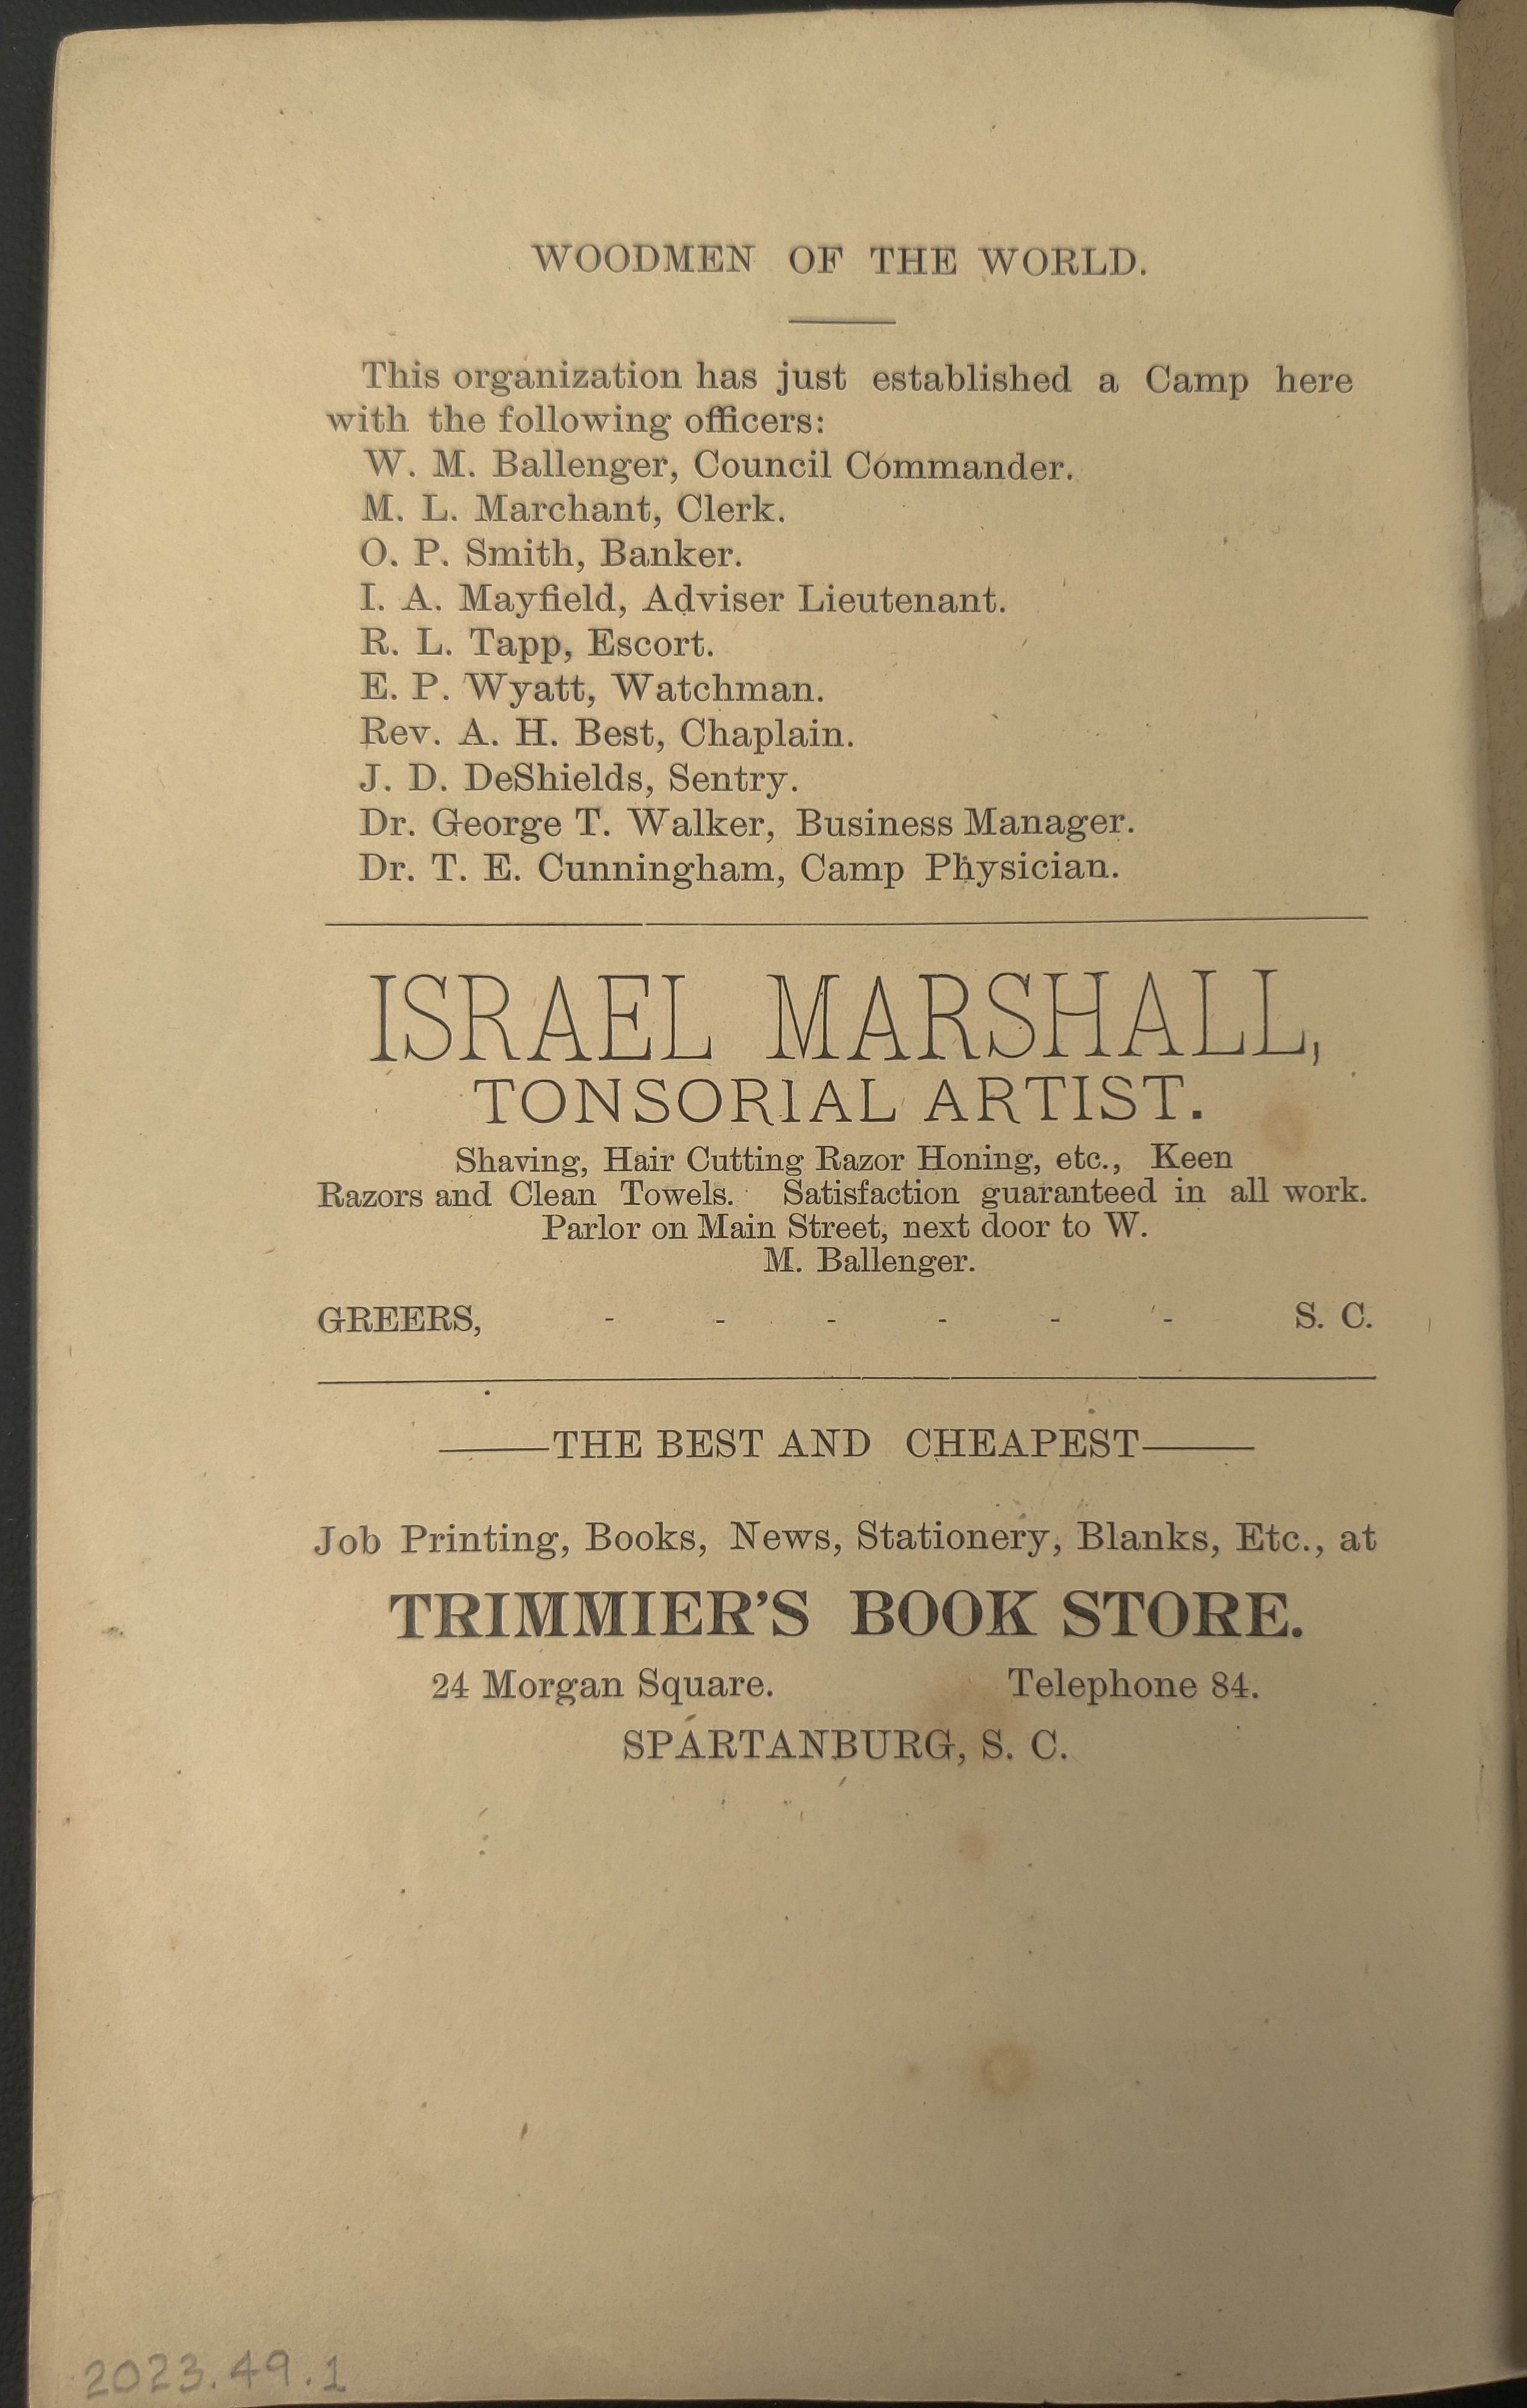 WOODMEN OF THE WORLD.
This organization has just established a Camp here
with the following officers:
W. M. Ballenger, Council Commander.
M. L. Marchant, Clerk.
O. P. Smith, Banker.
I. A. Mayfield, Adviser Lieutenant.
R. L. Tapp, Escort.
E. P. Wyatt, Watchman.
Rev. A. H. Best, Chaplain.
J. D. DeShields, Sentry.
Dr. George T. Walker, Business Manager.
Dr. T. E. Cunningham, Camp Physician.
ISRAEL MARSHALL,
TONSORIAL ARTIST.
Shaving, Hair Cutting Razor Honing, etc., Keen
Razors and Clean Towels. Satisfaction guaranteed in all work.
Parlor on Main Street, next door to W.
M. Ballenger.
GREERS, - - - - - - S. C.
——THE BEST AND CHEAPEST——
Job Printing, Books, News, Stationery, Blanks, Etc., at
TRIMMIER'S BOOK STORE.
24 Morgan Square. Telephone 84.
SPARTANBURG, S. C.
2023.49.1